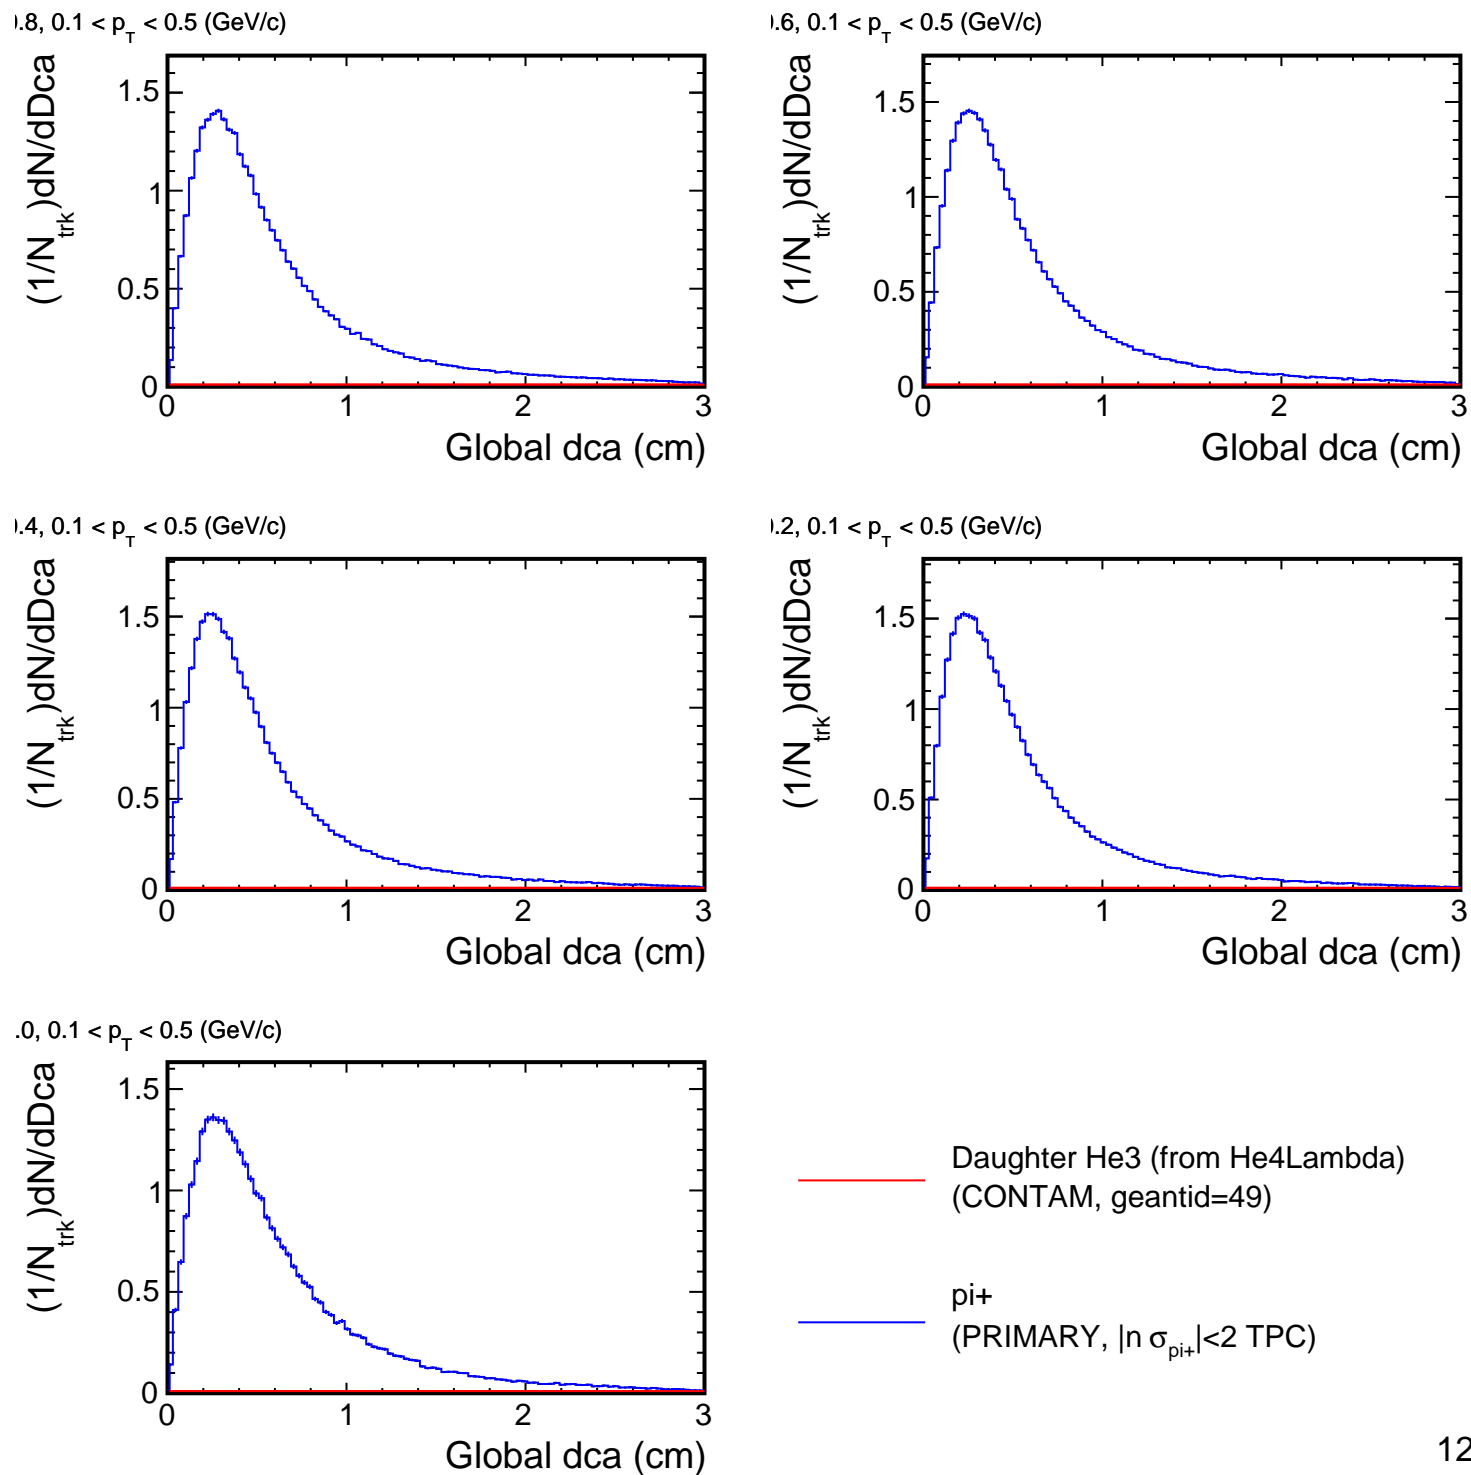 ).8, 0.1 < p_T < 0.5 (GeV/c)
(1/N_trk)dN/dDca
1.5
1
0.5
0
0 1 2 3
Global dca (cm)
).6, 0.1 < p_T < 0.5 (GeV/c)
(1/N_trk)dN/dDca
1.5
1
0.5
0
0 1 2 3
Global dca (cm)
).4, 0.1 < p_T < 0.5 (GeV/c)
(1/N_trk)dN/dDca
1.5
1
0.5
0
0 1 2 3
Global dca (cm)
).2, 0.1 < p_T < 0.5 (GeV/c)
(1/N_trk)dN/dDca
1.5
1
0.5
0
0 1 2 3
Global dca (cm)
.0, 0.1 < p_T < 0.5 (GeV/c)
(1/N_trk)dN/dDca
1.5
1
0.5
0
0 1 2 3
Global dca (cm)
Daughter He3 (from He4Lambda)
(CONTAM, geantid=49)
pi+
(PRIMARY, |n σ_pi+|<2 TPC)
12